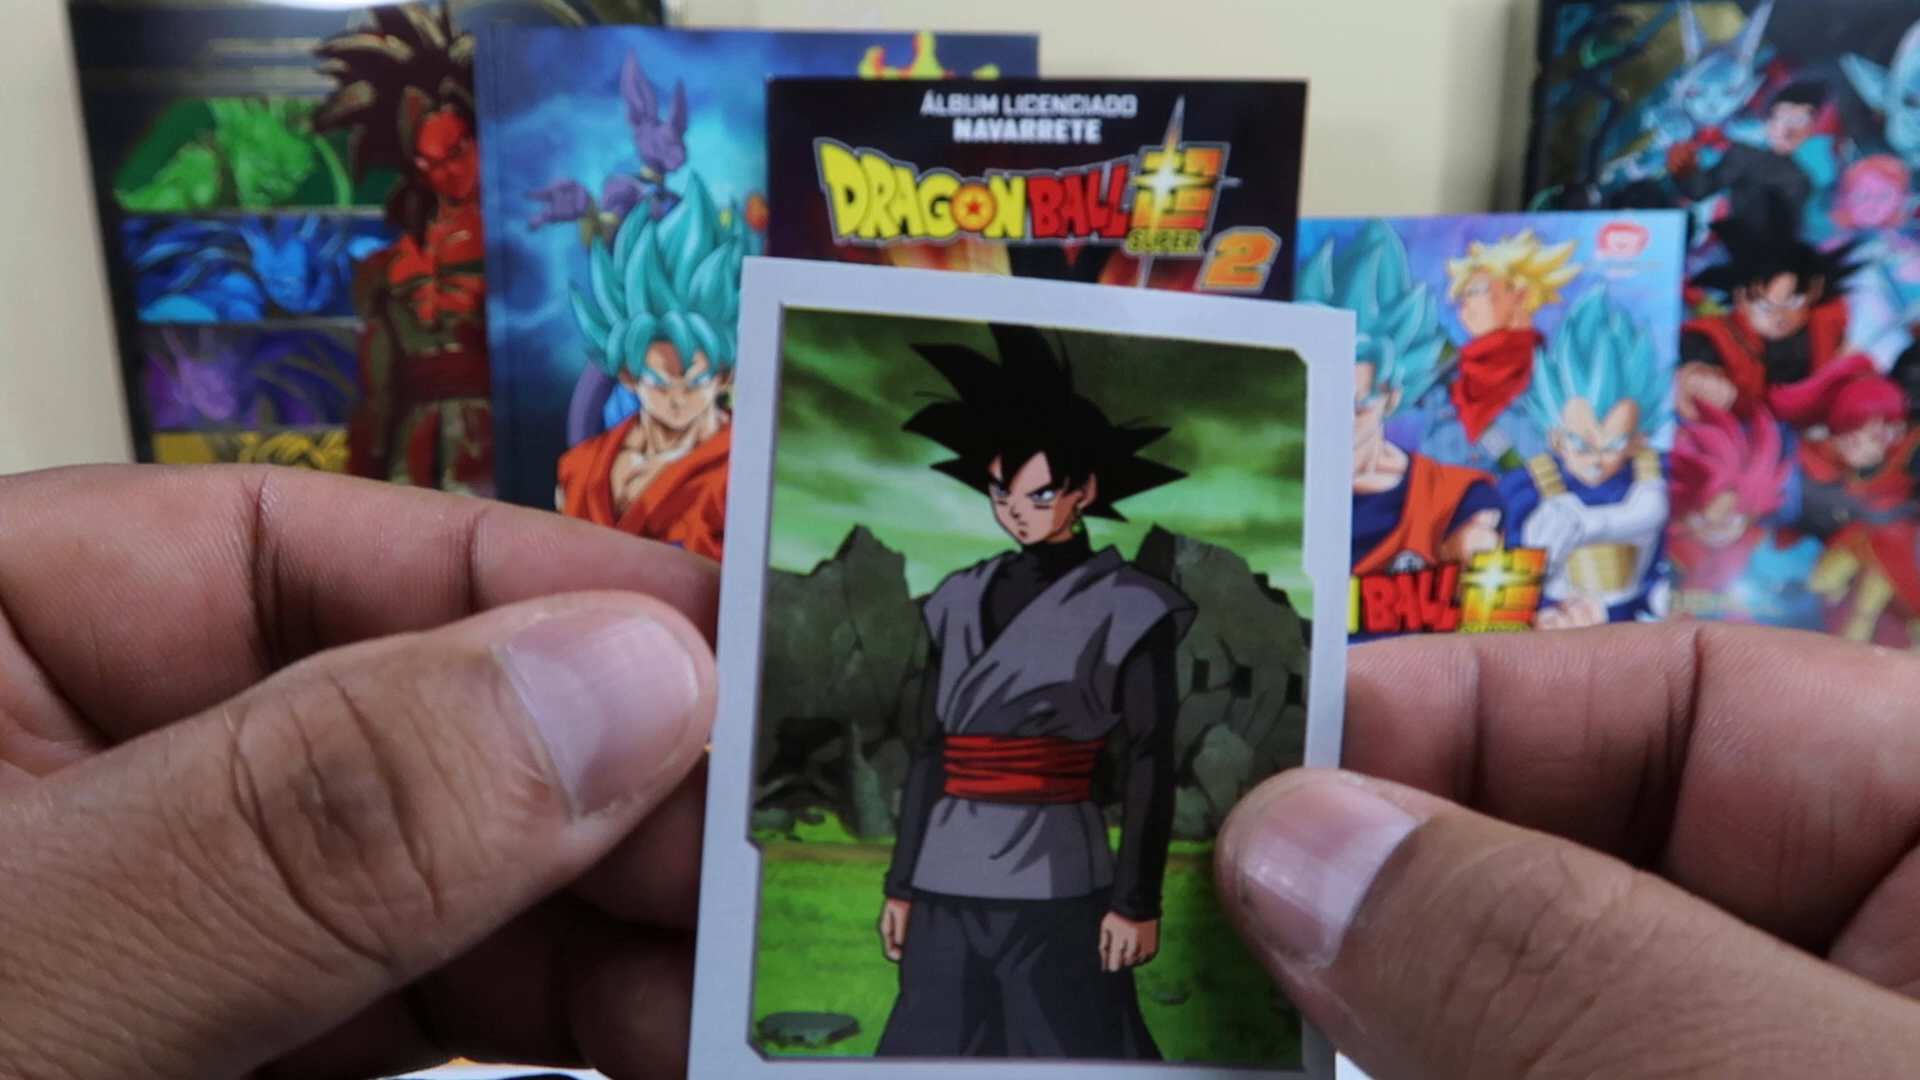 ÁLBUM LICENCIADO
NAVARRETE
DRAGON BALL
SUPER
2
BALL